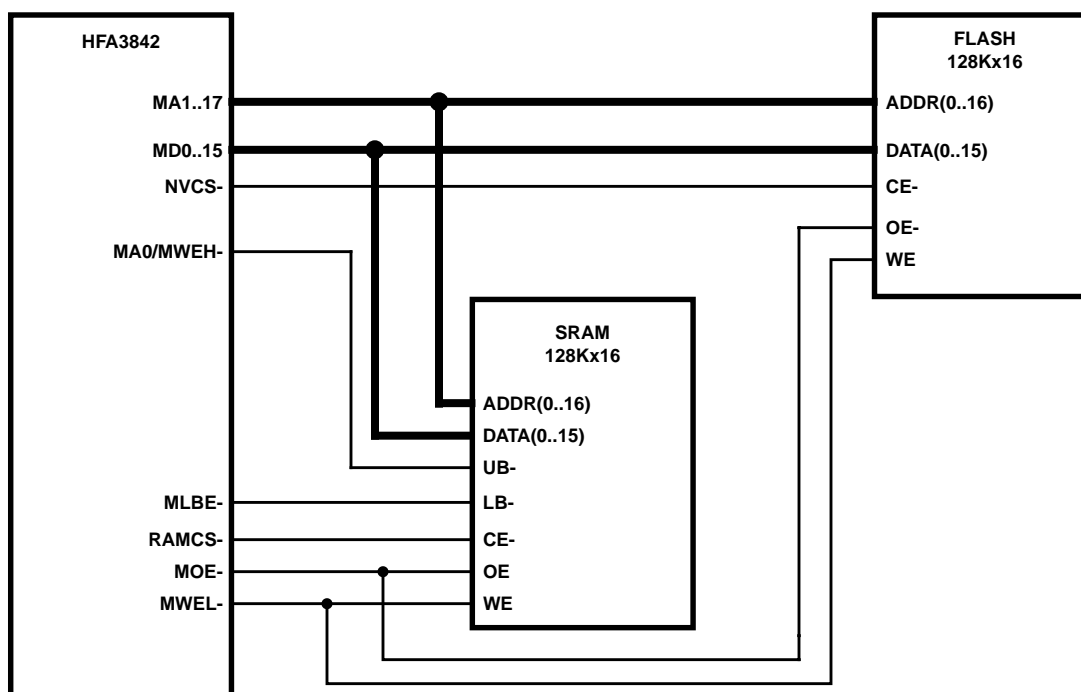 HFA3842
MA1..17
MD0..15
NVCS-
MA0/MWEH-
MLBE-
RAMCS-
MOE-
MWEL-
SRAM
128Kx16
ADDR(0..16)
DATA(0..15)
UB-
LB-
CE-
OE
WE
FLASH
128Kx16
ADDR(0..16)
DATA(0..15)
CE-
OE-
WE